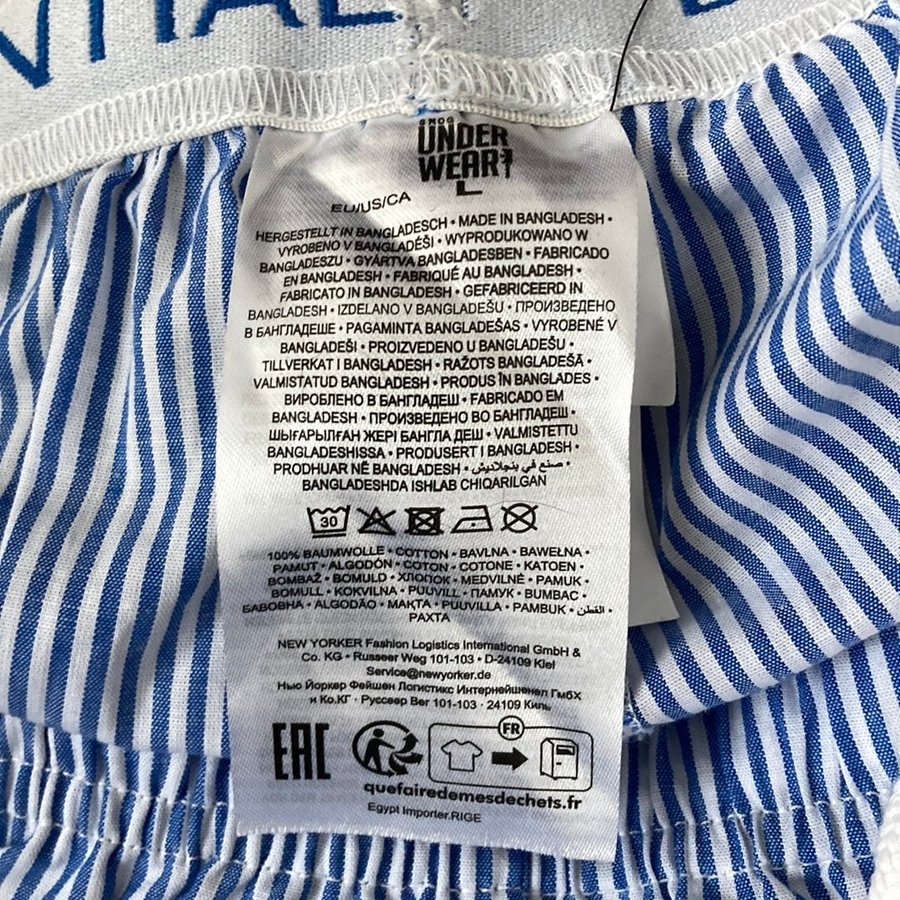 SMOG
UNDER
WEAR
L
EU/US/CA
HERGESTELLT IN BANGLADESCH • MADE IN BANGLADESH •
VYROBENO V BANGLADÉŠI • WYPRODUKOWANO W
BANGLADESZU • GYÁRTVA BANGLADESBEN • FABRICADO
EN BANGLADESH • FABRIQUÉ AU BANGLADESH •
FABRICATO IN BANGLADESH • GEFABRICEERD IN
BANGLADESH • IZDELANO V BANGLADEŠU • ПРОИЗВЕДЕНО
В БАНГЛАДЕШЕ • PAGAMINTA BANGLADEŠAS • VYROBENÉ V
BANGLADEŠI • PROIZVEDENO U BANGLADEŠU •
TILLVERKAT I BANGLADESH • RAŽOTS BANGLADEŠĀ •
VALMISTATUD BANGLADESH • PRODUS ÎN BANGLADES •
ВИРОБЛЕНО В БАНГЛАДЕШ • FABRICADO EM
BANGLADESH • ПРОИЗВЕДЕНО ВО БАНГЛАДЕШ •
ШЫҒАРЫЛҒАН ЖЕРІ БАНГЛА ДЕШ • VALMISTETTU
BANGLADESHISSA • PRODUSERT I BANGLADESH •
PRODHUAR NË BANGLADESH • صنع في بنجلاديش •
BANGLADESHDA ISHLAB CHIQARILGAN
30
100% BAUMWOLLE • COTTON • BAVLNA • BAWEŁNA •
PAMUT • ALGODÓN • COTON • COTONE • KATOEN •
BOMBAŽ • BOMULD • ХЛОПОК • MEDVILNĖ • PAMUK •
BOMULL • KOKVILNA • PUUVILL • ПАМУК • BUMBAC •
БАВОВНА • ALGODÃO • МАҚТА • PUUVILLA • PAMBUK • القطن •
PAXTA
NEW YORKER Fashion Logistics International GmbH &
Co. KG • Russeer Weg 101-103 • D-24109 Kiel
Service@newyorker.de
Нью Йоркер Фейшен Логистикс Интернейшенел ГмбХ
и Ко.КГ • Руссеер Вег 101-103 • 24109 Киль
EAC
FR
quefairedemesdechets.fr
Egypt Importer.RIGE